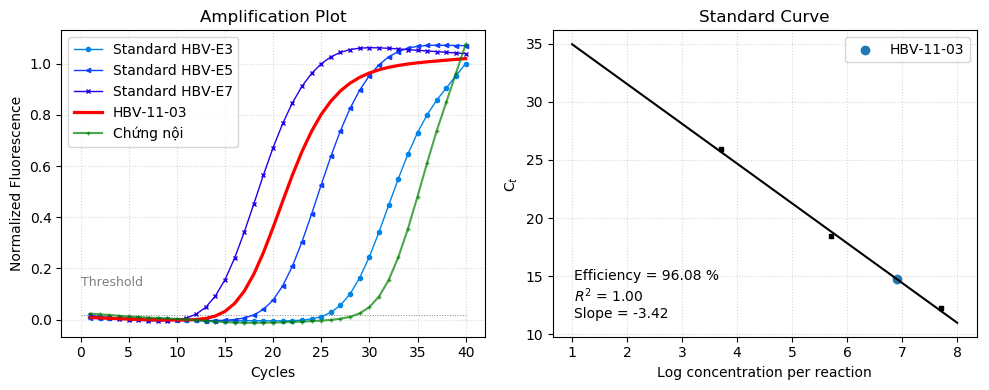 Amplification Plot
Standard HBV-E3
Standard HBV-E5
Standard HBV-E7
HBV-11-03
Chứng nội
Threshold
Normalized Fluorescence
0.0
0.2
0.4
0.6
0.8
1.0
0 5 10 15 20 25 30 35 40
Cycles
Standard Curve
HBV-11-03
Efficiency = 96.08 %
R² = 1.00
Slope = -3.42
Cₜ
35
30
25
20
15
10
1 2 3 4 5 6 7 8
Log concentration per reaction